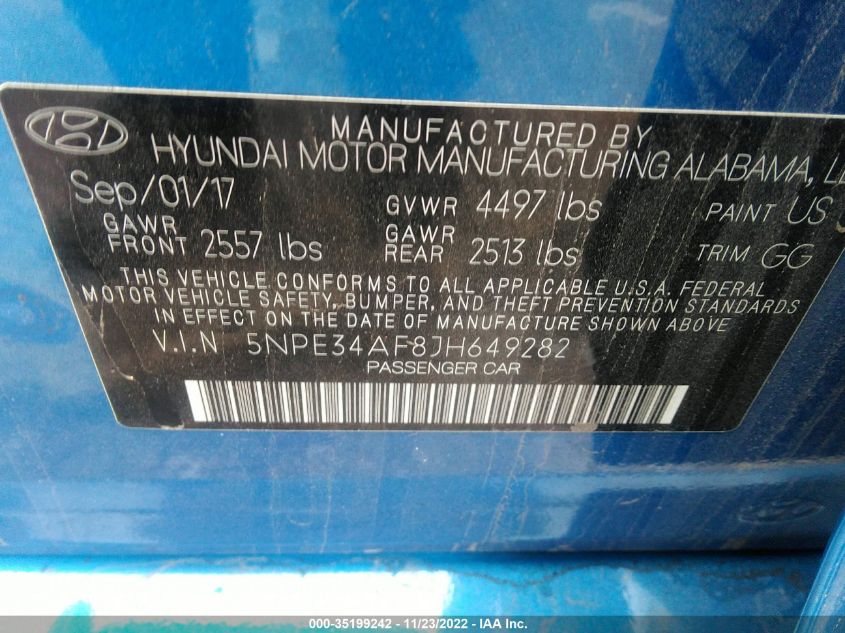 MANUFACTURED BY
HYUNDAI MOTOR MANUFACTURING ALABAMA,
Sep/01/17 GVWR 4497 lbs PAINT US
GAWR FRONT 2557 lbs GAWR REAR 2513 lbs TRIM GG
THIS VEHICLE CONFORMS TO ALL APPLICABLE U.S.A. FEDERAL
MOTOR VEHICLE SAFETY, BUMPER, AND THEFT PREVENTION STANDARDS
IN EFFECT ON THE DATE OF MANUFACTURE SHOWN ABOVE
V.I.N 5NPE34AF8JH649282
PASSENGER CAR
000-35199242 - 11/23/2022 - IAA Inc.